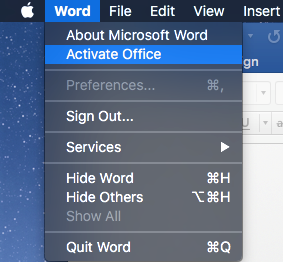 Word File Edit View Insert
About Microsoft Word
Activate Office
gn
Preferences... ⌘,
U a
Sign Out...
Services
Hide Word ⌘H
Hide Others ⌥⌘H
Show All
Quit Word ⌘Q